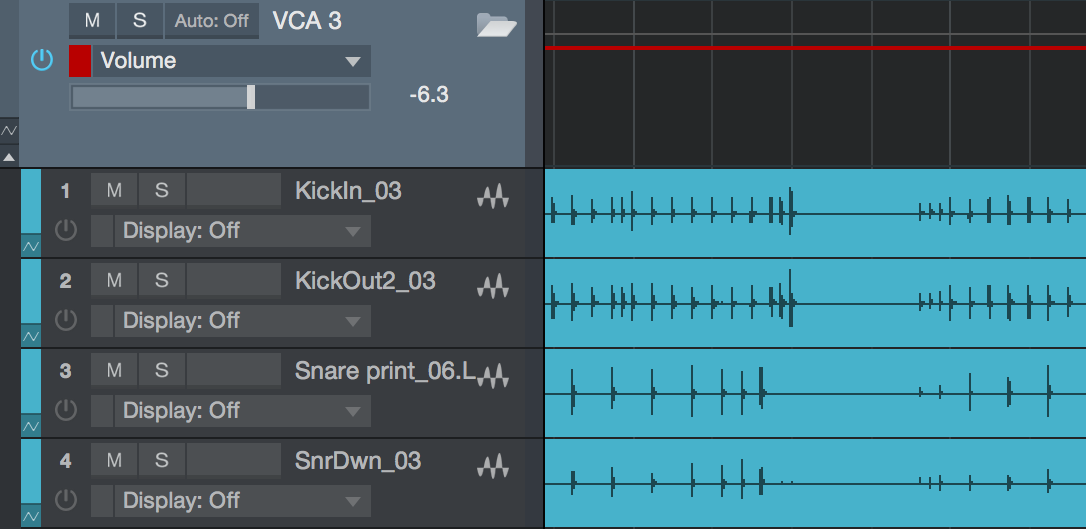 M S Auto: Off VCA 3
Volume
-6.3
1 M S KickIn_03
Display: Off
2 M S KickOut2_03
Display: Off
3 M S Snare print_06.L
Display: Off
4 M S SnrDwn_03
Display: Off